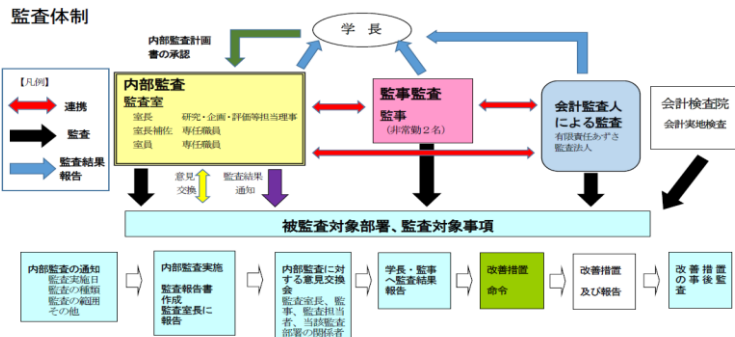 監査体制
学 長
内部監査計画
書の承認
【凡例】
連携
監査
監査結果
報告
内部監査
監査室
室長 研究・企画・評価等担当理事
室長補佐 専任職員
室員 専任職員
監事監査
監事
（非常勤２名）
会計監査人
による監査
有限責任あずさ
監査法人
会計検査院
会計実地検査
意見
交換
監査結果
通知
被監査対象部署、監査対象事項
内部監査の通知
監査実施日
監査の種類
監査の範囲
その他
内部監査実施
監査報告書
作成
監査室長に
報告
内部監査に対
する意見交換
会
監査室長、監
事、監査担当
者、当該監査
部署の関係者
学長・監事
へ監査結果
報告
改善措置
命令
改善措置
及び報告
改善措置
の事後監
査